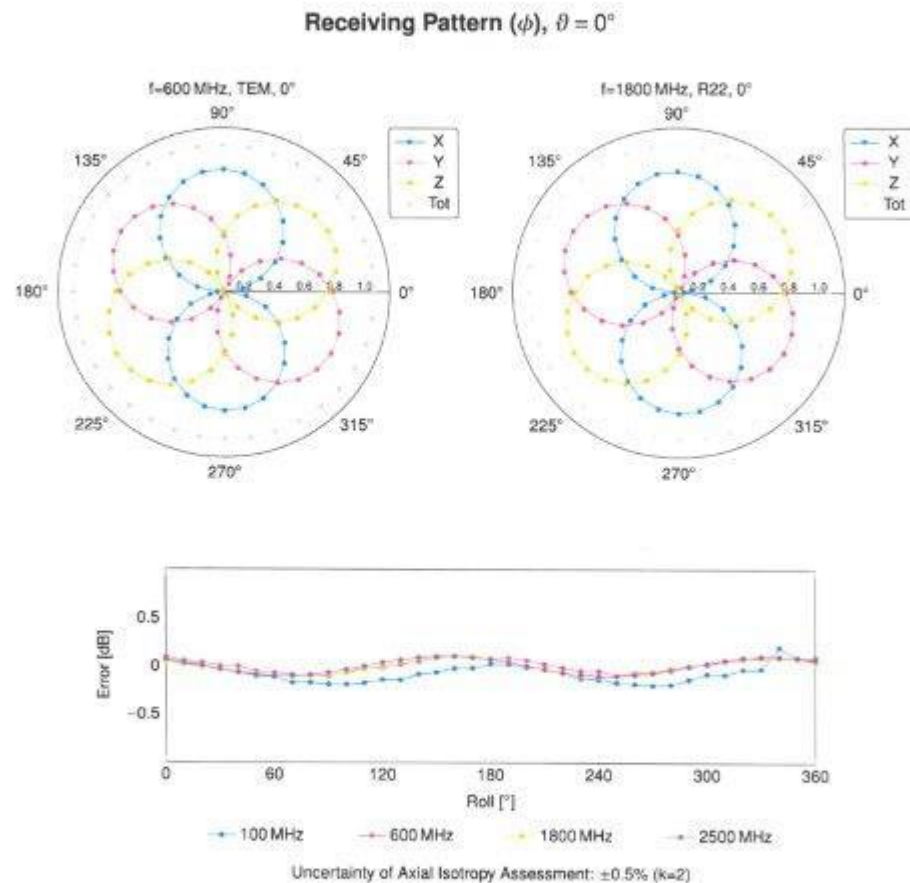 Receiving Pattern (ϕ), ϑ = 0°
f=600 MHz, TEM, 0°
90°
135°
45°
180°
0°
225°
315°
270°
0.2 0.4 0.6 0.8 1.0
X
Y
Z
Tot
f=1800 MHz, R22, 0°
90°
135°
45°
180°
0°
225°
315°
270°
0.2 0.4 0.6 0.8 1.0
X
Y
Z
Tot
Error [dB]
0.5
0
−0.5
0 60 120 180 240 300 360
Roll [°]
100 MHz 600 MHz 1800 MHz 2500 MHz
Uncertainty of Axial Isotropy Assessment: ±0.5% (k=2)